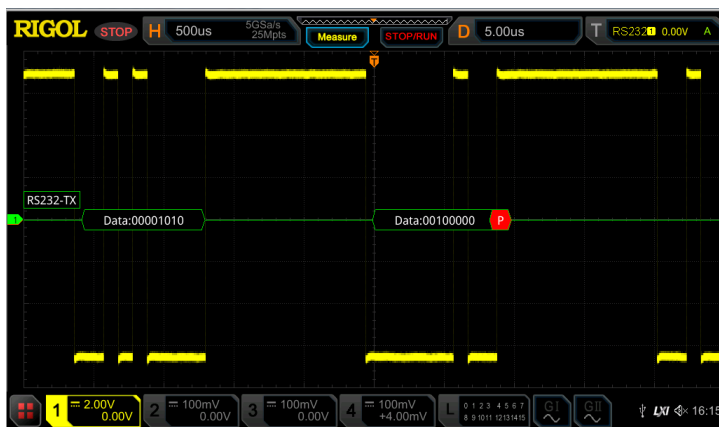 RIGOL STOP H 500us 5GSa/s 25Mpts Measure STOP/RUN D 5.00us T RS232 1 0.00V A
T
RS232-TX
1
Data:00001010 Data:00100000 P
1 2.00V 0.00V 2 100mV 0.00V 3 100mV 0.00V 4 100mV +4.00mV L 0 1 2 3 4 5 6 7 8 9 10 11 12 13 14 15 GI GII LXI 16:15